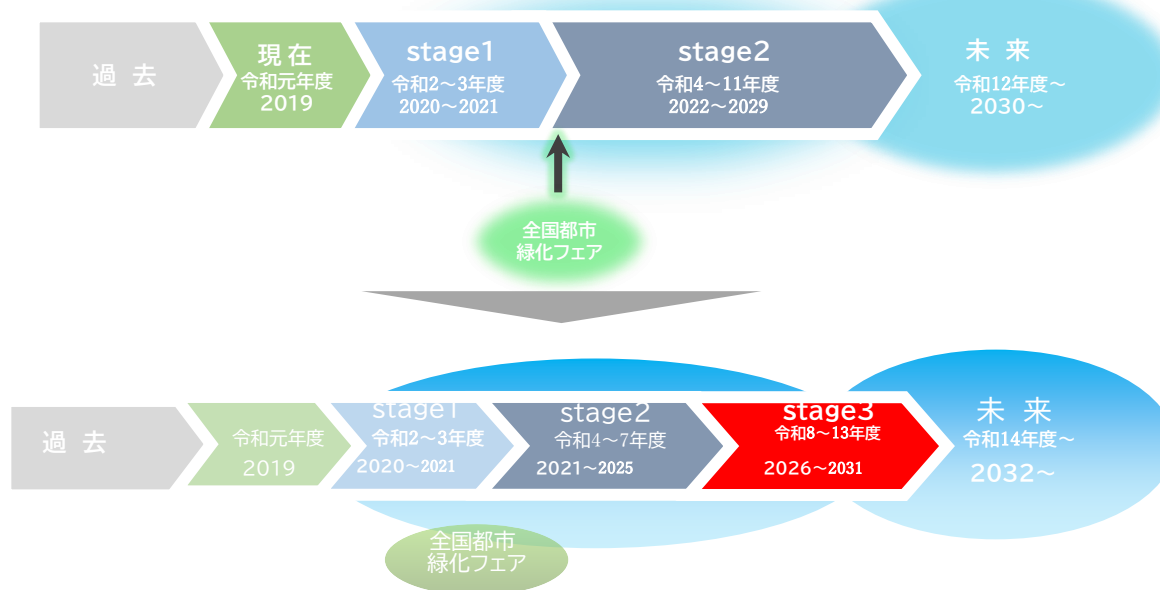 過 去
現 在
令和元年度
2019
stage1
令和2～3年度
2020～2021
stage2
令和4～11年度
2022～2029
未 来
令和12年度～
2030～
全国都市
緑化フェア
過 去
令和元年度
2019
stage1
令和2～3年度
2020～2021
stage2
令和4～7年度
2021～2025
stage3
令和8～13年度
2026～2031
未 来
令和14年度～
2032～
全国都市
緑化フェア